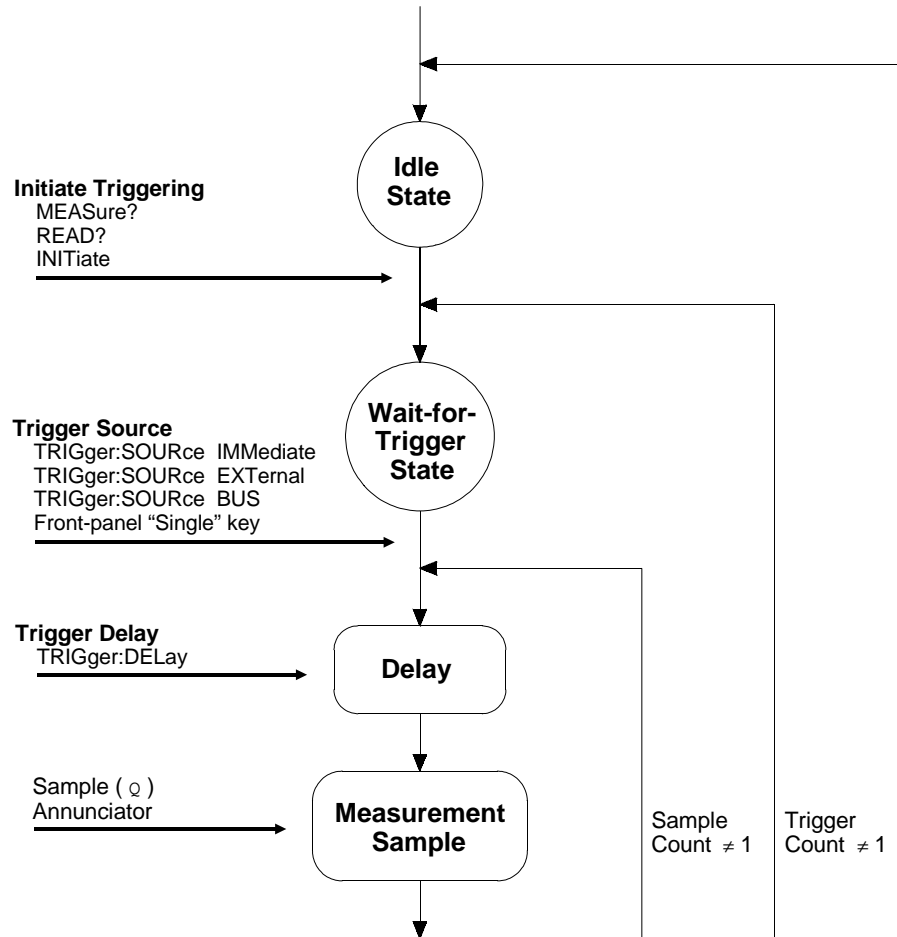 Idle
State
Initiate Triggering
MEASure?
READ?
INITiate
Wait-for-
Trigger
State
Trigger Source
TRIGger:SOURce IMMediate
TRIGger:SOURce EXTernal
TRIGger:SOURce BUS
Front-panel “Single” key
Trigger Delay
TRIGger:DELay
Delay
Sample ( Q )
Annunciator
Measurement
Sample
Sample
Count ≠ 1
Trigger
Count ≠ 1